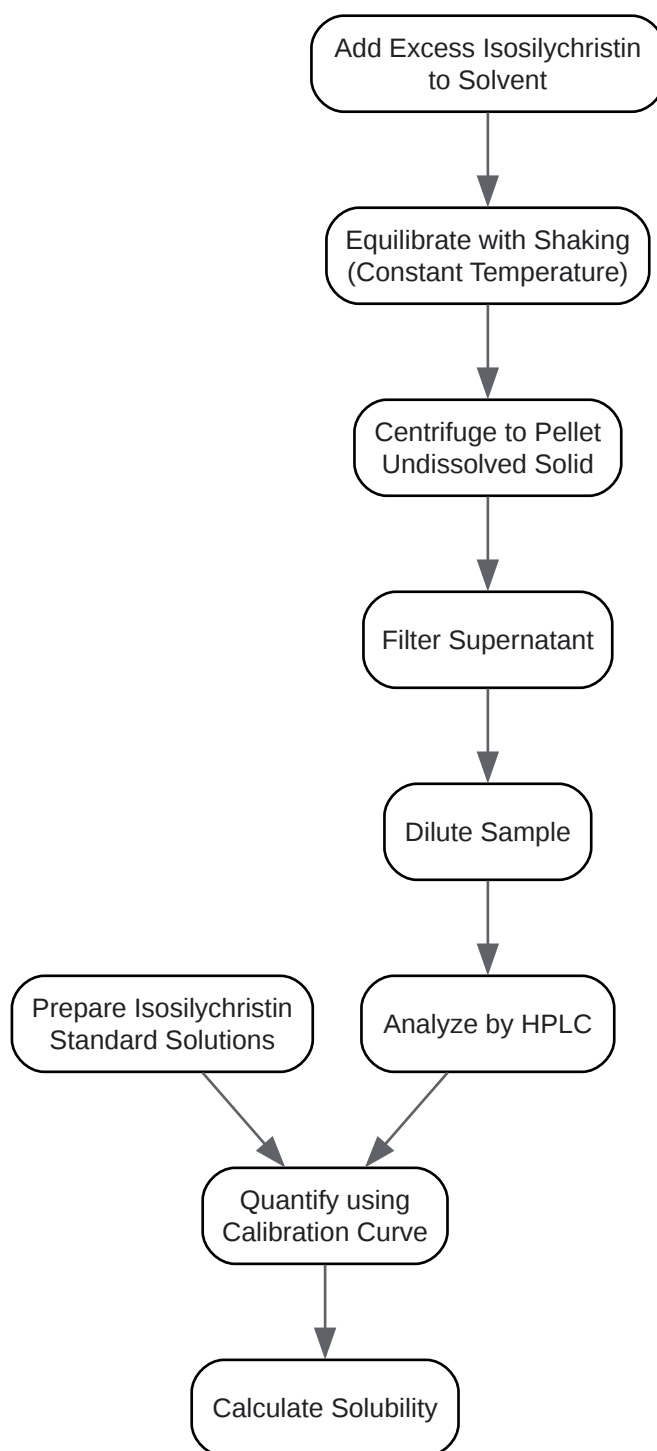 Add Excess Isosilychristin
to Solvent
Equilibrate with Shaking
(Constant Temperature)
Centrifuge to Pellet
Undissolved Solid
Filter Supernatant
Dilute Sample
Prepare Isosilychristin
Standard Solutions
Analyze by HPLC
Quantify using
Calibration Curve
Calculate Solubility